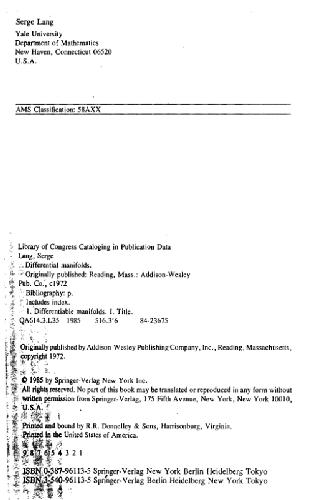 Serge Lang
Yale University
Department of Mathematics
New Haven, Connecticut 06520
U.S.A.
AMS Classification: 58AXX
Library of Congress Cataloging in Publication Data
Lang, Serge
Differential manifolds.
Originally published: Reading, Mass.: Addison-Wesley
Pub. Co., c1972
Bibliography: p.
Includes index.
1. Differentiable manifolds. I. Title.
QA614.3.L35 1985 516.3'6 84-23675
Originally published by Addison Wesley Publishing Company, Inc., Reading, Massachusetts,
copyright 1972.
© 1985 by Springer-Verlag New York Inc.
All rights reserved. No part of this book may be translated or reproduced in any form without
written permission from Springer-Verlag, 175 Fifth Avenue, New York, New York 10010,
U.S.A.
Printed and bound by R.R. Donnelley & Sons, Harrisonburg, Virginia.
Printed in the United States of America.
9 8 7 6 5 4 3 2 1
ISBN 0-387-96113-5 Springer-Verlag New York Berlin Heidelberg Tokyo
ISBN 3-540-96113-5 Springer-Verlag Berlin Heidelberg New York Tokyo